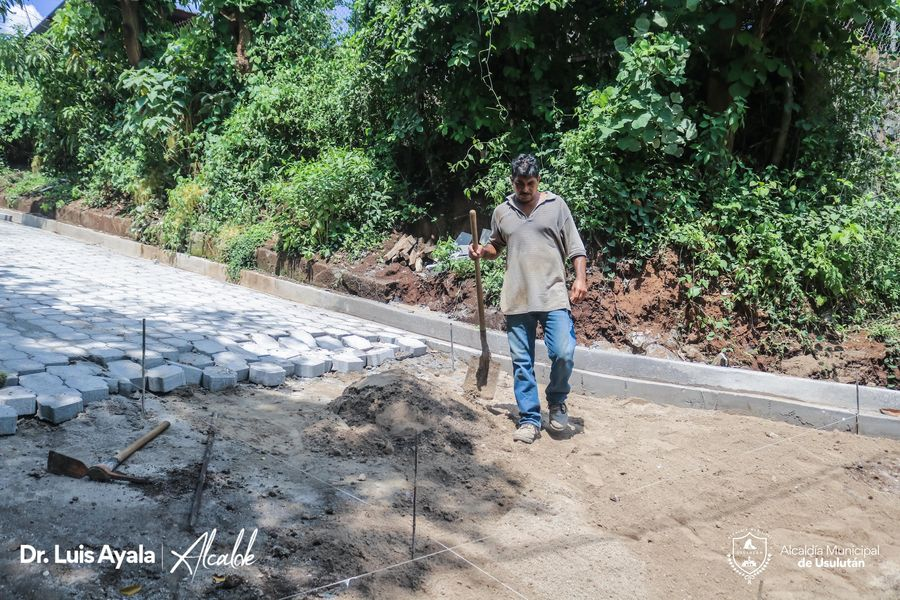 Dr. Luis Ayala | Alcalde
Alcaldía Municipal
de Usulután